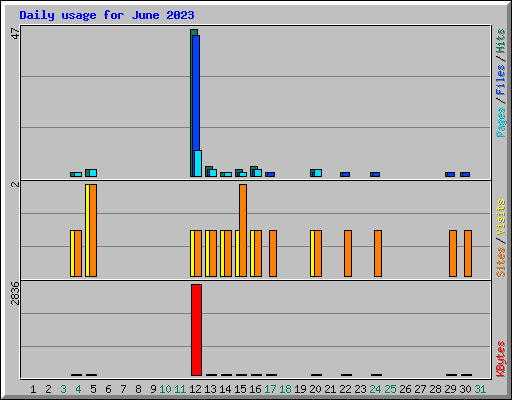 Daily usage for June 2023
47
Pages / Files / Hits
2
Sites / Visits
2836
KBytes
1 2 3 4 5 6 7 8 9 10 11 12 13 14 15 16 17 18 19 20 21 22 23 24 25 26 27 28 29 30 31